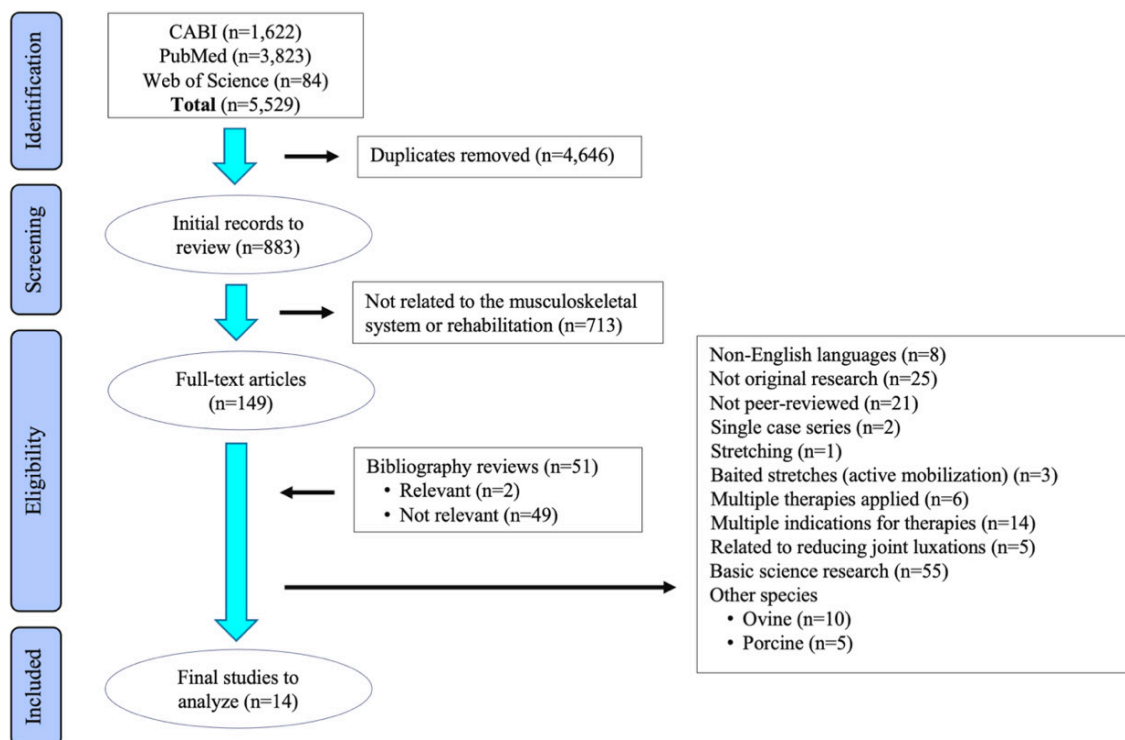 Identification
CABI (n=1,622)
PubMed (n=3,823)
Web of Science (n=84)
Total (n=5,529)
Duplicates removed (n=4,646)
Screening
Initial records to
review (n=883)
Not related to the musculoskeletal
system or rehabilitation (n=713)
Eligibility
Full-text articles
(n=149)
Bibliography reviews (n=51)
• Relevant (n=2)
• Not relevant (n=49)
Non-English languages (n=8)
Not original research (n=25)
Not peer-reviewed (n=21)
Single case series (n=2)
Stretching (n=1)
Baited stretches (active mobilization) (n=3)
Multiple therapies applied (n=6)
Multiple indications for therapies (n=14)
Related to reducing joint luxations (n=5)
Basic science research (n=55)
Other species
• Ovine (n=10)
• Porcine (n=5)
Included
Final studies to
analyze (n=14)